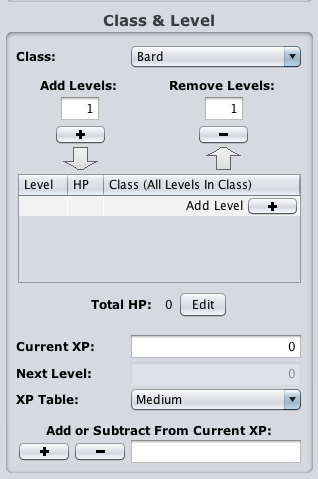 Class & Level
Class: Bard
Add Levels: Remove Levels:
1 1
+ −
Level HP Class (All Levels In Class)
Add Level +
Total HP: 0 Edit
Current XP: 0
Next Level: 0
XP Table: Medium
Add or Subtract From Current XP:
+ −